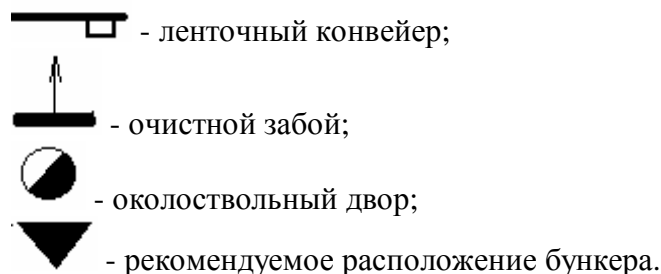 - ленточный конвейер;
- очистной забой;
- околоствольный двор;
- рекомендуемое расположение бункера.